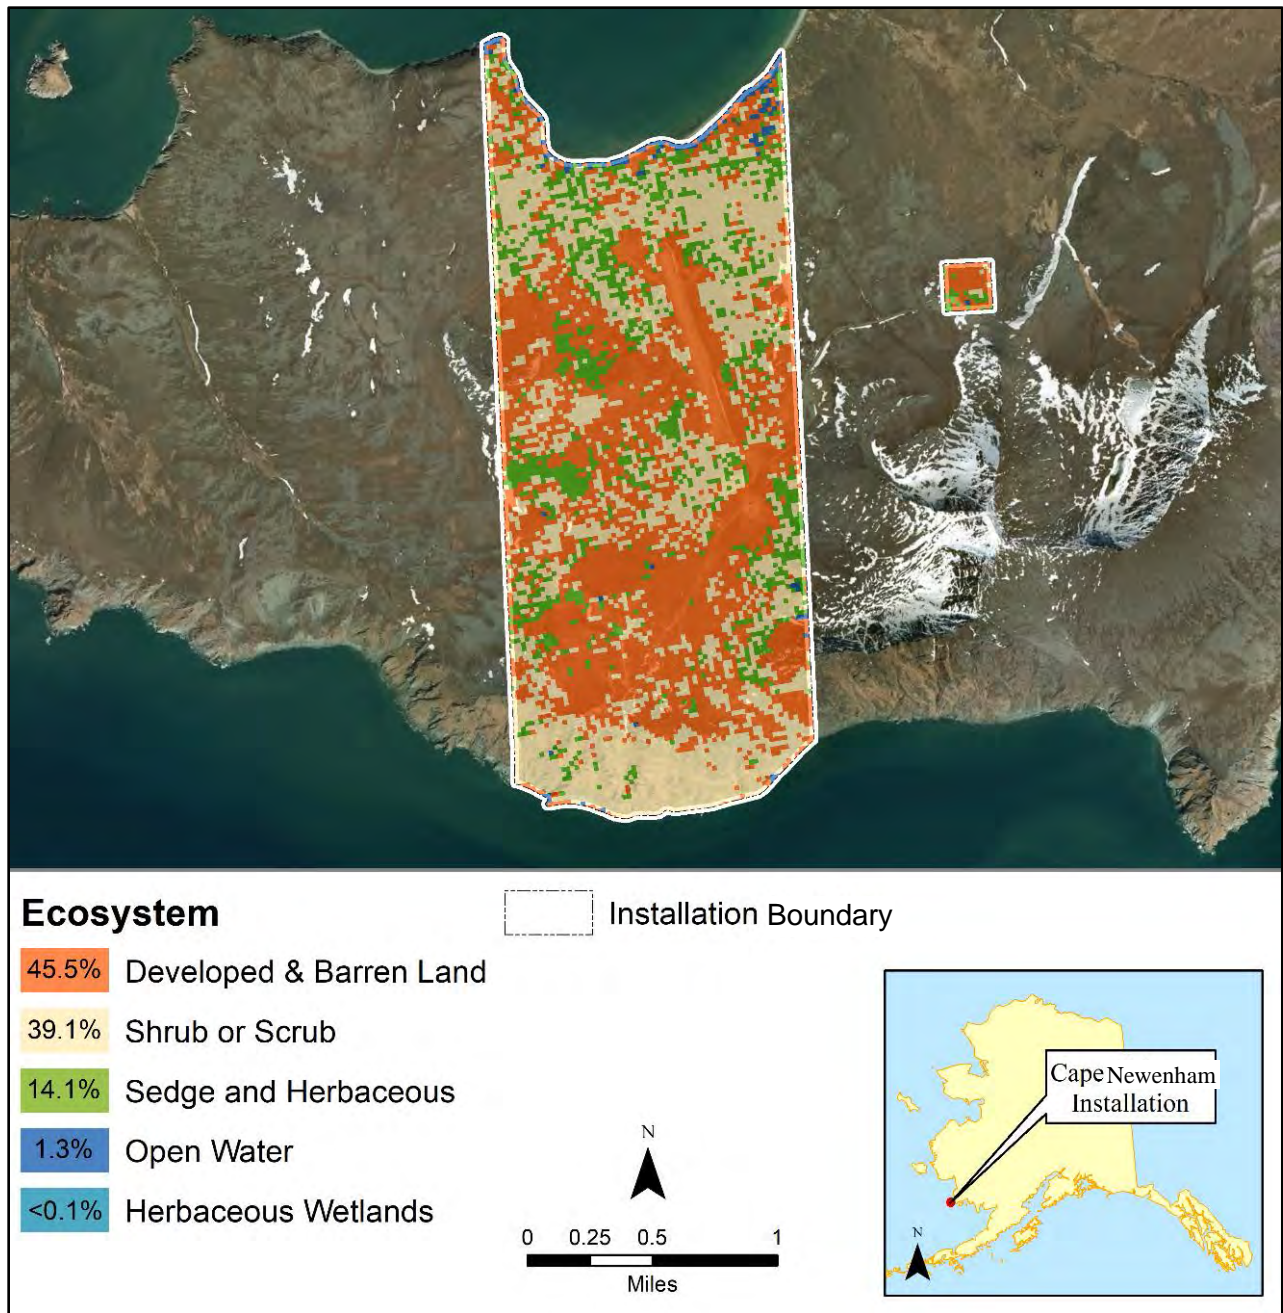 Ecosystem
Installation Boundary
45.5% Developed & Barren Land
39.1% Shrub or Scrub
14.1% Sedge and Herbaceous
1.3% Open Water
<0.1% Herbaceous Wetlands
N
0 0.25 0.5 1
Miles
Cape Newenham
Installation
N